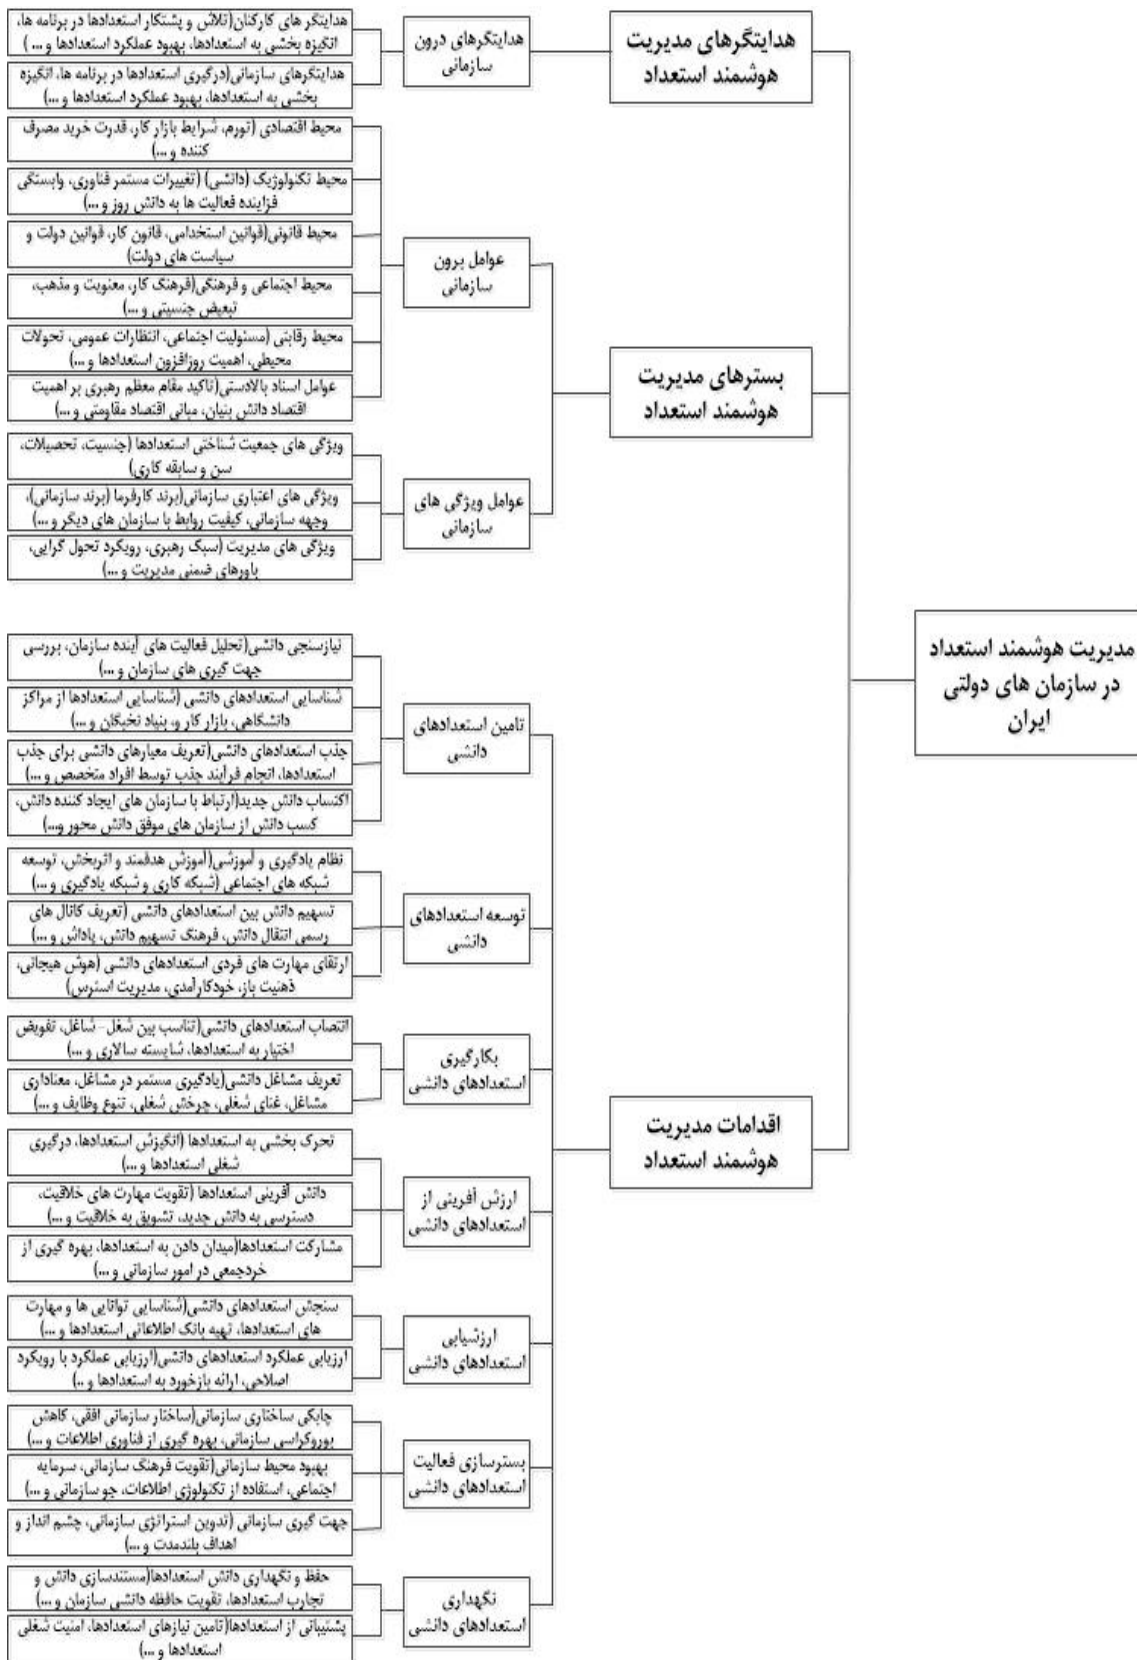 مدیریت هوشمند استعداد
در سازمان های دولتی
ایران
هدایتگرهای مدیریت
هوشمند استعداد
هدایتگرهای درون
سازمانی
هدایتگر های کارکنان(تلاش و پشتکار استعدادها در برنامه ها،
انگیزه بخشی به استعدادها، بهبود عملکرد استعدادها و ... )
هدایتگرهای سازمانی(درگیری استعدادها در برنامه ها، انگیزه
بخشی به استعدادها، بهبود عملکرد استعدادها و ...)
بسترهای مدیریت
هوشمند استعداد
عوامل برون
سازمانی
محیط اقتصادی (تورم، شرایط بازار کار، قدرت خرید مصرف
کننده و ...)
محیط تکنولوژیک (دانشی) (تغییرات مستمر فناوری، وابستگی
فزاینده فعالیت ها به دانش روز و ...)
محیط قانونی(قوانین استخدامی، قانون کار، قوانین دولت و
سیاست های دولت)
محیط اجتماعی و فرهنگی(فرهنگ کار، معنویت و مذهب،
تبعیض جنسیتی و ...)
محیط رقابتی (مسئولیت اجتماعی، انتظارات عمومی، تحولات
محیطی، اهمیت روزافزون استعدادها و ...)
عوامل اسناد بالادستی(تاکید مقام معظم رهبری بر اهمیت
اقتصاد دانش بنیان، مبانی اقتصاد مقاومتی و ...)
عوامل ویژگی های
سازمانی
ویژگی های جمعیت شناختی استعدادها (جنسیت، تحصیلات،
سن و سابقه کاری)
ویژگی های اعتباری سازمانی(برند کارفرما (برند سازمانی)،
وجهه سازمانی، کیفیت روابط با سازمان های دیگر و ...)
ویژگی های مدیریت (سبک رهبری، رویکرد تحول گرایی،
باورهای ضمنی مدیریت و ...)
اقدامات مدیریت
هوشمند استعداد
تامین استعدادهای
دانشی
نیازسنجی دانشی(تحلیل فعالیت های آینده سازمان، بررسی
جهت گیری های سازمان و ...)
شناسایی استعدادهای دانشی (شناسایی استعدادها از مراکز
دانشگاهی، بازار کار و، بنیاد نخبگان و ...)
جذب استعدادهای دانشی(تعریف معیارهای دانشی برای جذب
استعدادها، انجام فرآیند جذب توسط افراد متخصص و ...)
اکتساب دانش جدید(ارتباط با سازمان های ایجاد کننده دانش،
کسب دانش از سازمان های موفق دانش محور و...)
توسعه استعدادهای
دانشی
نظام یادگیری و آموزشی(آموزش هدفمند و اثربخش، توسعه
شبکه های اجتماعی (شبکه کاری و شبکه یادگیری و ...)
تسهیم دانش بین استعدادهای دانشی (تعریف کانال های
رسمی انتقال دانش، فرهنگ تسهیم دانش، پاداش و ...)
ارتقای مهارت های فردی استعدادهای دانشی (هوش هیجانی،
ذهنیت باز، خودکارآمدی، مدیریت استرس)
بکارگیری
استعدادهای دانشی
انتصاب استعدادهای دانشی(تناسب بین شغل-شاغل، تفویض
اختیار به استعدادها، شایسته سالاری و ...)
تعریف مشاغل دانشی(یادگیری مستمر در مشاغل، معناداری
مشاغل، غنای شغلی، چرخش شغلی، تنوع وظایف و ...)
ارزش آفرینی از
استعدادهای دانشی
تحرک بخشی به استعدادها (انگیزش استعدادها، درگیری
شغلی استعدادها و ...)
دانش آفرینی استعدادها (تقویت مهارت های خلاقیت،
دسترسی به دانش جدید، تشویق به خلاقیت و ...)
مشارکت استعدادها(میدان دادن به استعدادها، بهره گیری از
خردجمعی در امور سازمانی و ...)
ارزشیابی
استعدادهای دانشی
سنجش استعدادهای دانشی(شناسایی توانایی ها و مهارت
های استعدادها، تهیه بانک اطلاعاتی استعدادها و ...)
ارزیابی عملکرد استعدادهای دانشی(ارزیابی عملکرد با رویکرد
اصلاحی، ارائه بازخورد به استعدادها و ..)
بسترسازی فعالیت
استعدادهای دانشی
چابکی ساختاری سازمانی(ساختار سازمانی افقی، کاهش
بوروکراسی سازمانی، بهره گیری از فناوری اطلاعات و ...)
بهبود محیط سازمانی(تقویت فرهنگ سازمانی، سرمایه
اجتماعی، استفاده از تکنولوژی اطلاعات، جو سازمانی و ...)
جهت گیری سازمانی (تدوین استراتژی سازمانی، چشم انداز و
اهداف بلندمدت و ...)
نگهداری
استعدادهای دانشی
حفظ و نگهداری دانش استعدادها(مستندسازی دانش و
تجارب استعدادها، تقویت حافظه دانشی سازمان و ...)
پشتیبانی از استعدادها(تامین نیازهای استعدادها، امنیت شغلی
استعدادها و ...)